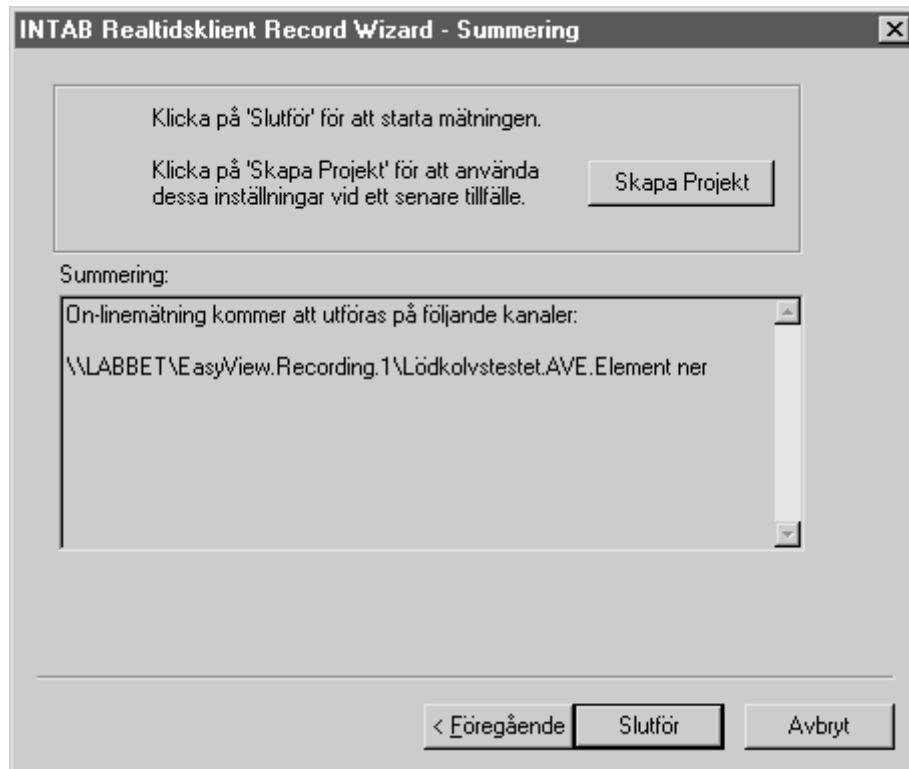 INTAB Realtidsklient Record Wizard - Summering
Klicka på 'Slutför' för att starta mätningen.
Klicka på 'Skapa Projekt' för att använda
dessa inställningar vid ett senare tillfälle.
Skapa Projekt
Summering:
On-linemätning kommer att utföras på följande kanaler:
\\LABBET\EasyView.Recording.1\Lödkolvstestet.AVE.Element ner
< Föregående
Slutför
Avbryt